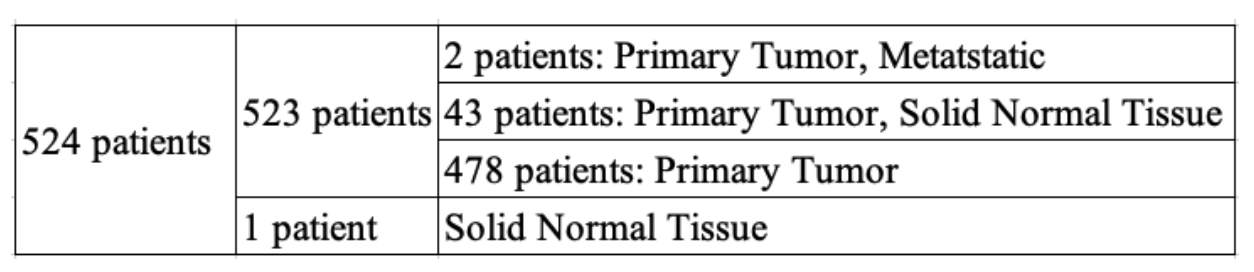 2 patients: Primary Tumor, Metatstatic
523 patients 43 patients: Primary Tumor, Solid Normal Tissue
524 patients
478 patients: Primary Tumor
1 patient Solid Normal Tissue